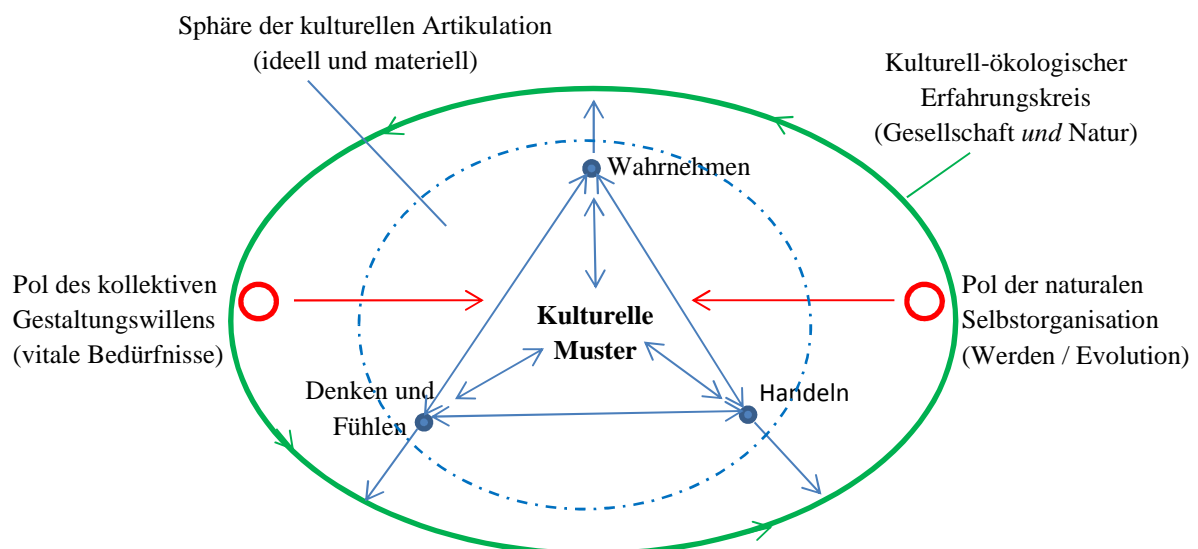 Sphäre der kulturellen Artikulation
(ideell und materiell)
Kulturell-ökologischer
Erfahrungskreis
(Gesellschaft und Natur)
Wahrnehmen
Pol des kollektiven
Gestaltungswillens
(vitale Bedürfnisse)
Kulturelle
Muster
Pol der naturalen
Selbstorganisation
(Werden / Evolution)
Denken und
Fühlen
Handeln